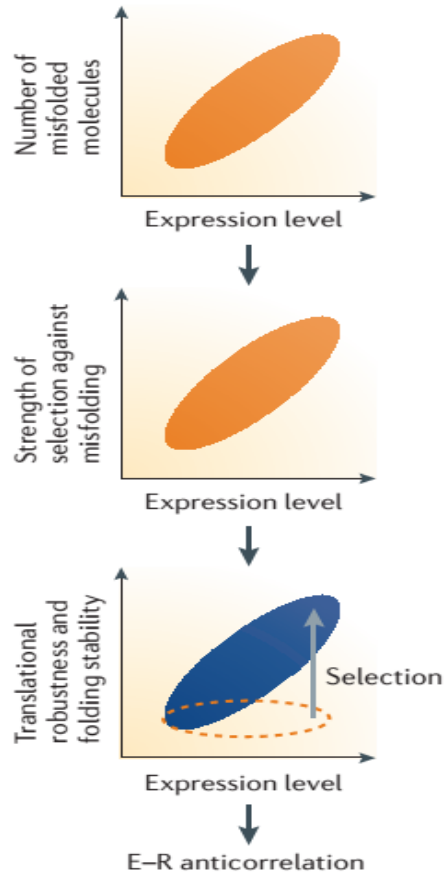 Number of
misfolded
molecules
Expression level
Strength of
selection against
misfolding
Expression level
Translational
robustness and
folding stability
Selection
Expression level
E–R anticorrelation